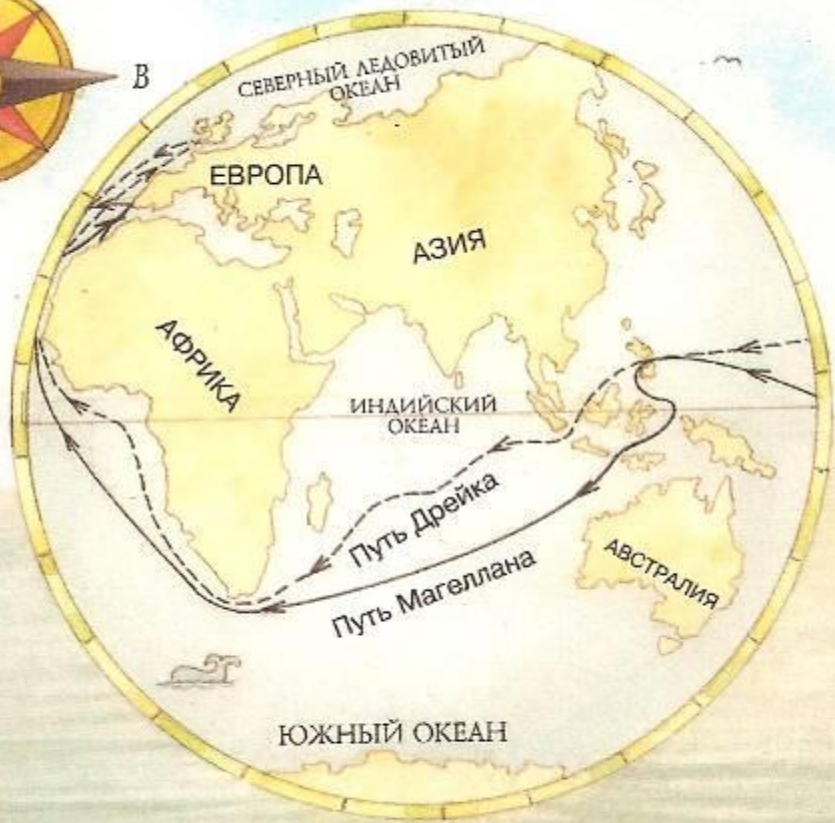 В
СЕВЕРНЫЙ ЛЕДОВИТЫЙ
ОКЕАН
ЕВРОПА
АЗИЯ
АФРИКА
ИНДИЙСКИЙ
ОКЕАН
Путь Дрейка
Путь Магеллана
АВСТРАЛИЯ
ЮЖНЫЙ ОКЕАН